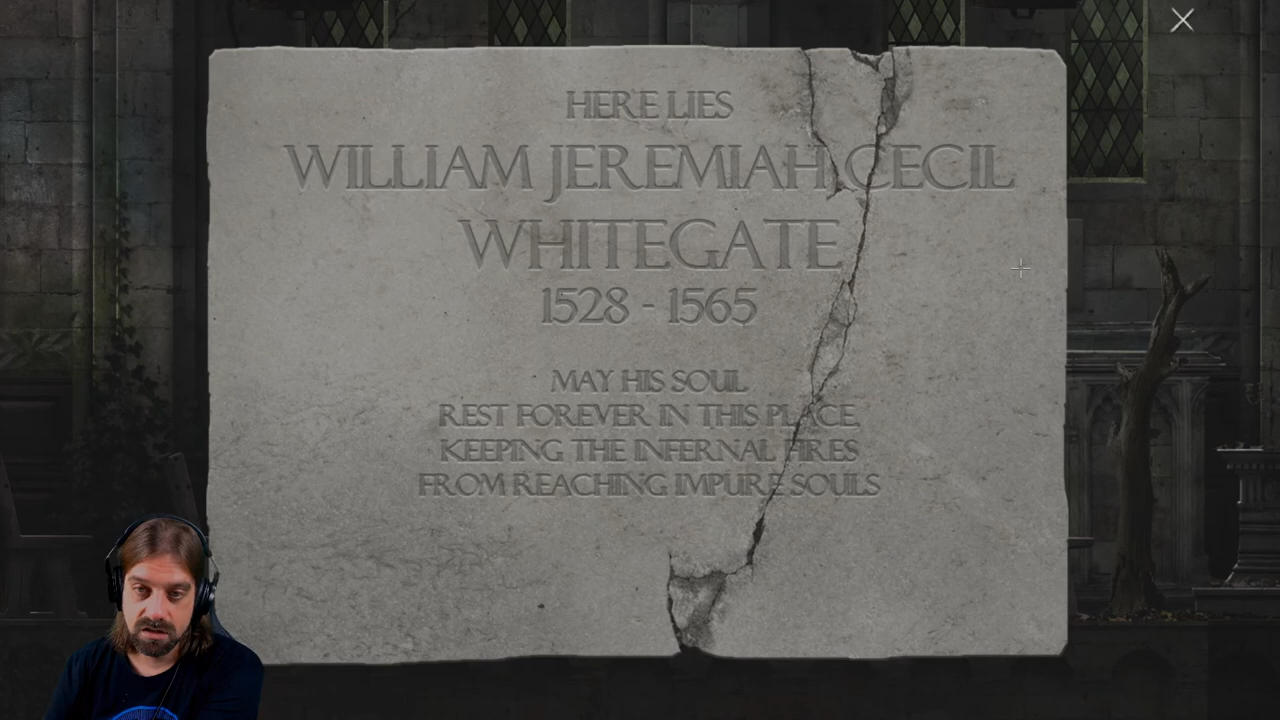 HERE LIES
WILLIAM JEREMIAH CECIL
WHITEGATE
1528 - 1565
MAY HIS SOUL
REST FOREVER IN THIS PLACE,
KEEPING THE INFERNAL FIRES
FROM REACHING IMPURE SOULS